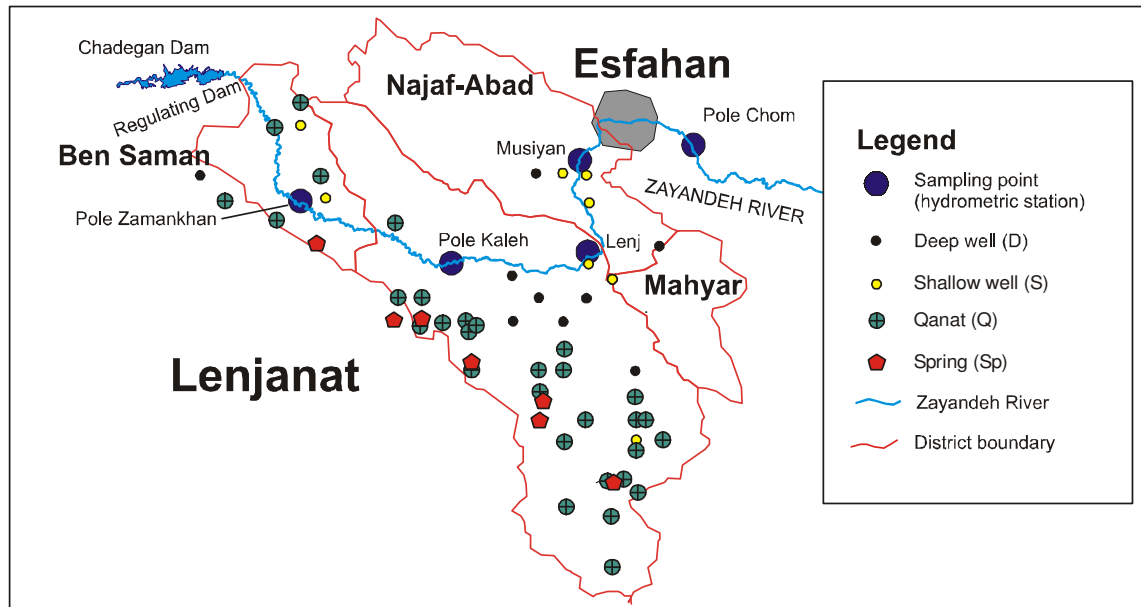 Chadegan Dam
Regulating Dam
Najaf-Abad
Esfahan
Pole Chom
Ben Saman
Musiyan
ZAYANDEH RIVER
Pole Zamankhan
Pole Kaleh
Lenj
Mahyar
Lenjanat
Legend
Sampling point
(hydrometric station)
Deep well (D)
Shallow well (S)
Qanat (Q)
Spring (Sp)
Zayandeh River
District boundary